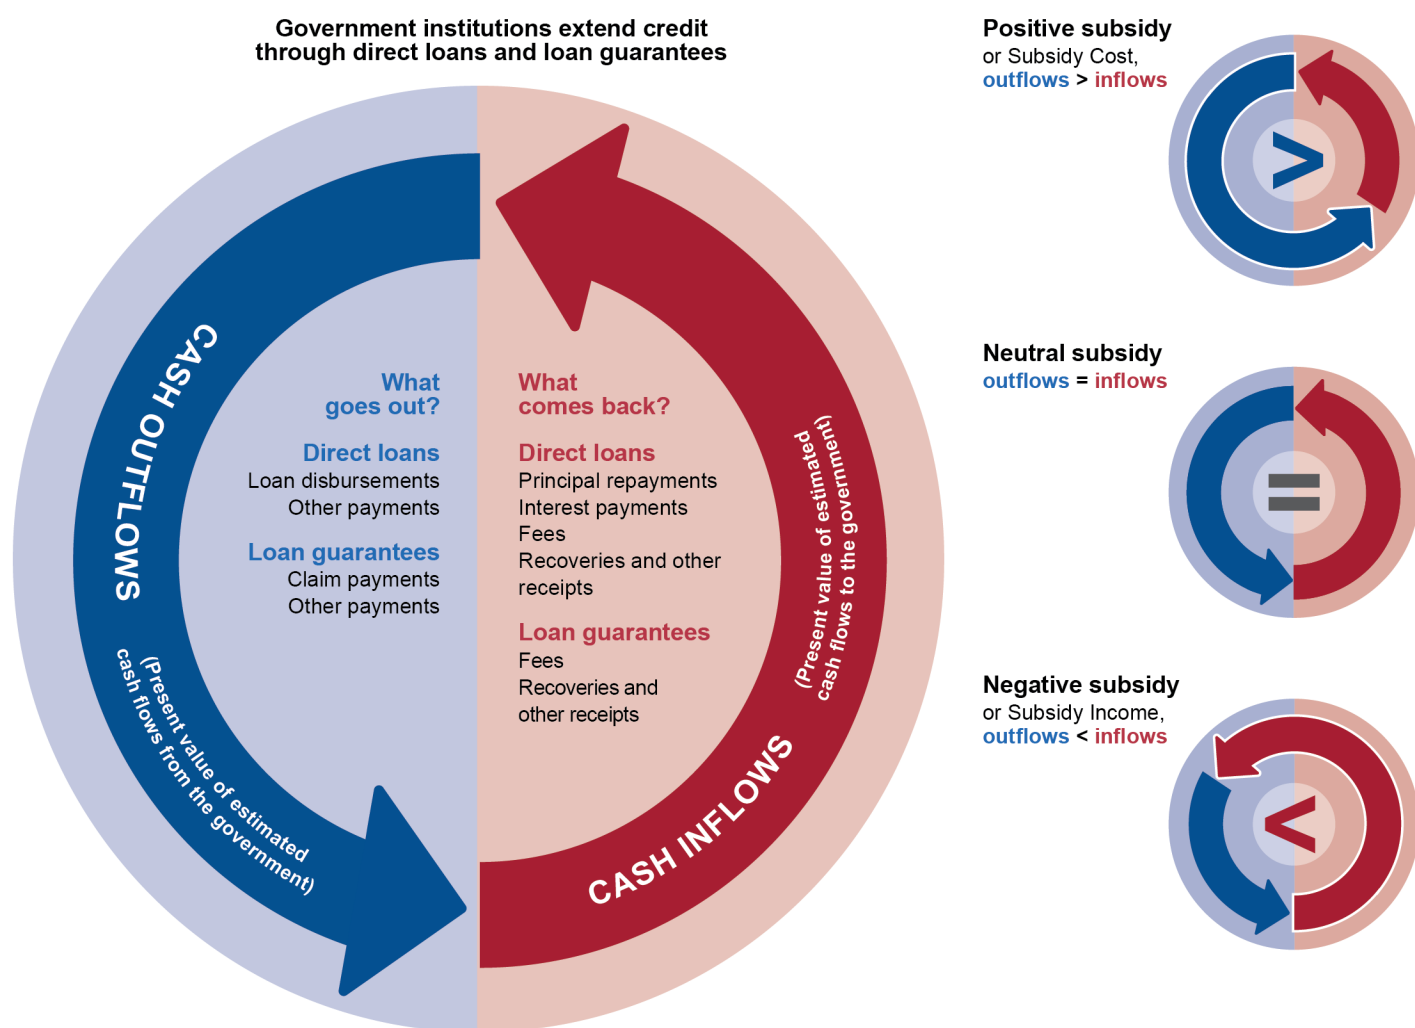 Government institutions extend credit
through direct loans and loan guarantees
CASH OUTFLOWS
(Present value of estimated
cash flows from the government)
What
goes out?
Direct loans
Loan disbursements
Other payments
Loan guarantees
Claim payments
Other payments
What
comes back?
Direct loans
Principal repayments
Interest payments
Fees
Recoveries and other
receipts
Loan guarantees
Fees
Recoveries and
other receipts
CASH INFLOWS
(Present value of estimated
cash flows to the government)
Positive subsidy
or Subsidy Cost,
outflows > inflows
>
Neutral subsidy
outflows = inflows
=
Negative subsidy
or Subsidy Income,
outflows < inflows
<